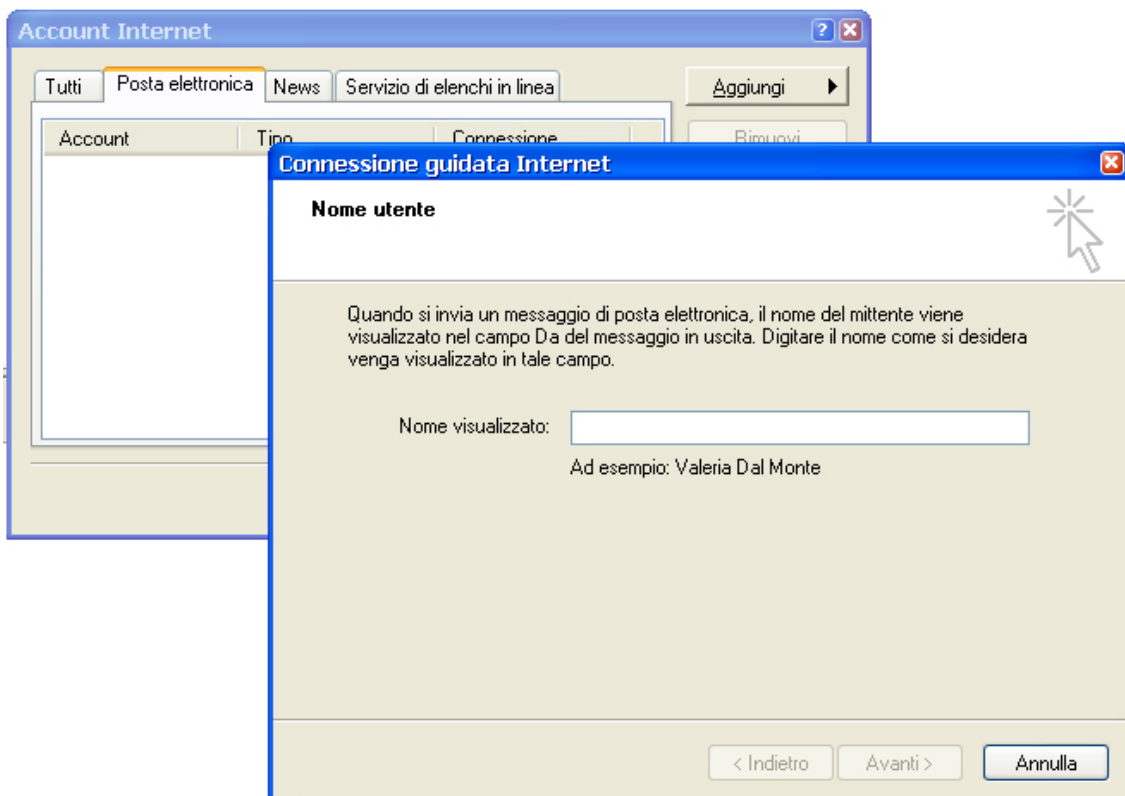 Account Internet
Tutti Posta elettronica News Servizio di elenchi in linea Aggiungi
Account Tipo Connessione Rimuovi
Connessione guidata Internet
Nome utente
Quando si invia un messaggio di posta elettronica, il nome del mittente viene
visualizzato nel campo Da del messaggio in uscita. Digitare il nome come si desidera
venga visualizzato in tale campo.
Nome visualizzato:
Ad esempio: Valeria Dal Monte
< Indietro Avanti > Annulla